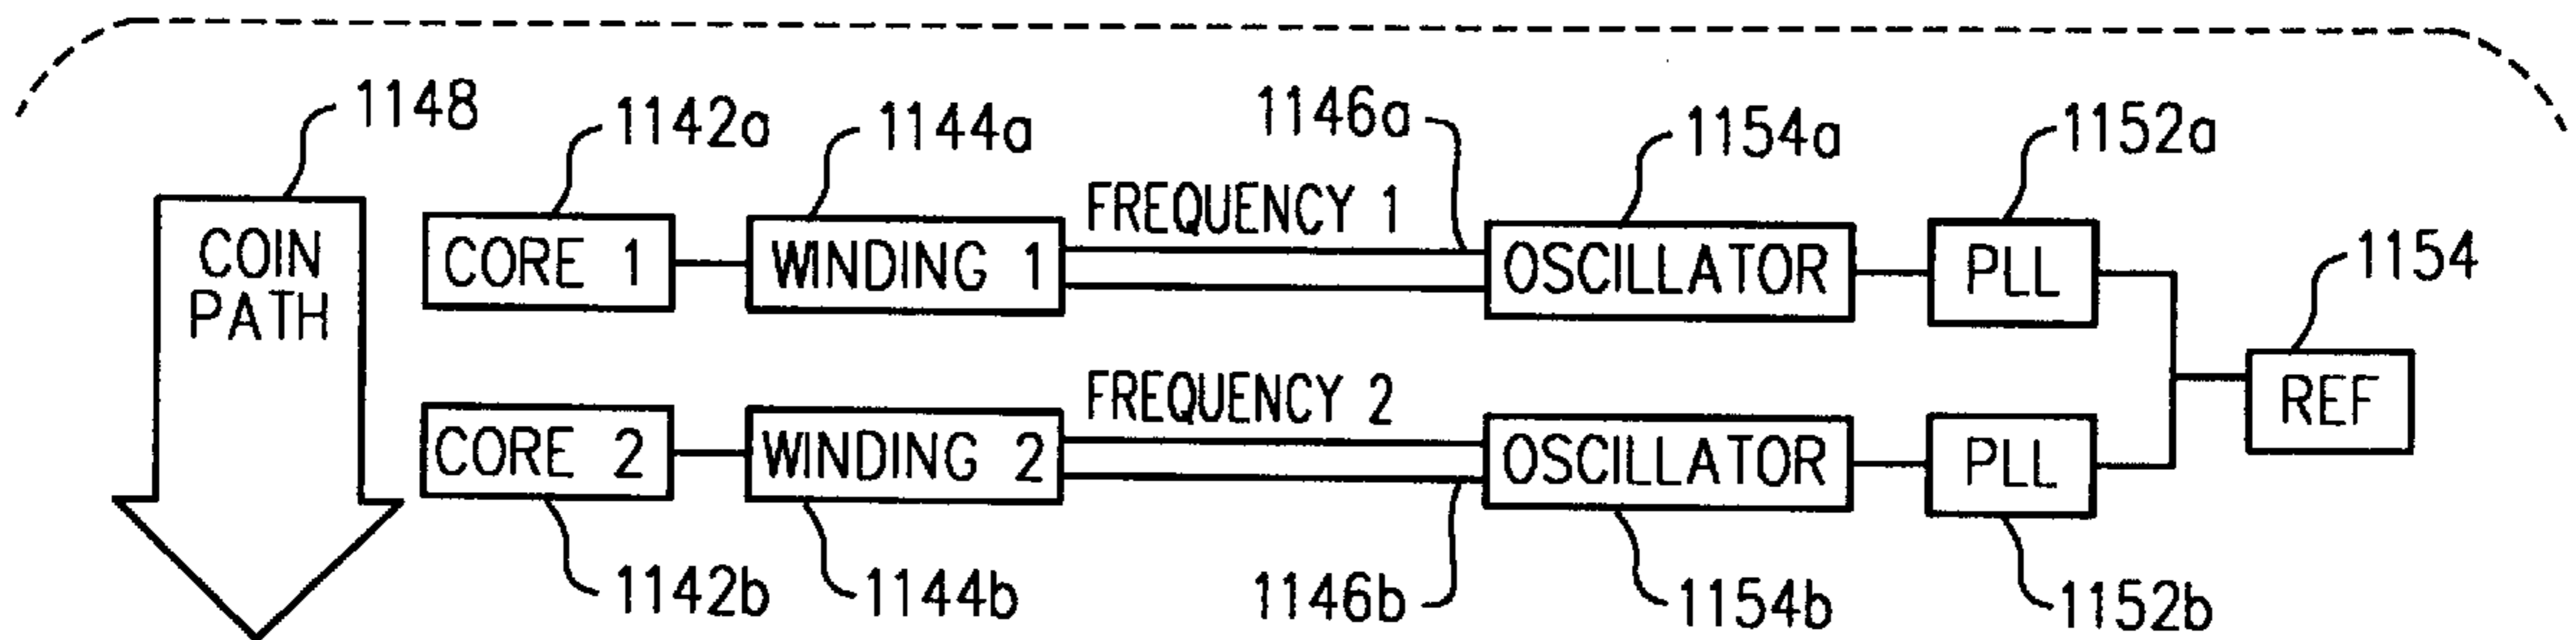 1148
1142a
1144a
1146a
1154a
1152a
1154
COIN
PATH
CORE 1
WINDING 1
FREQUENCY 1
OSCILLATOR
PLL
REF
CORE 2
WINDING 2
FREQUENCY 2
OSCILLATOR
PLL
1142b
1144b
1146b
1154b
1152b